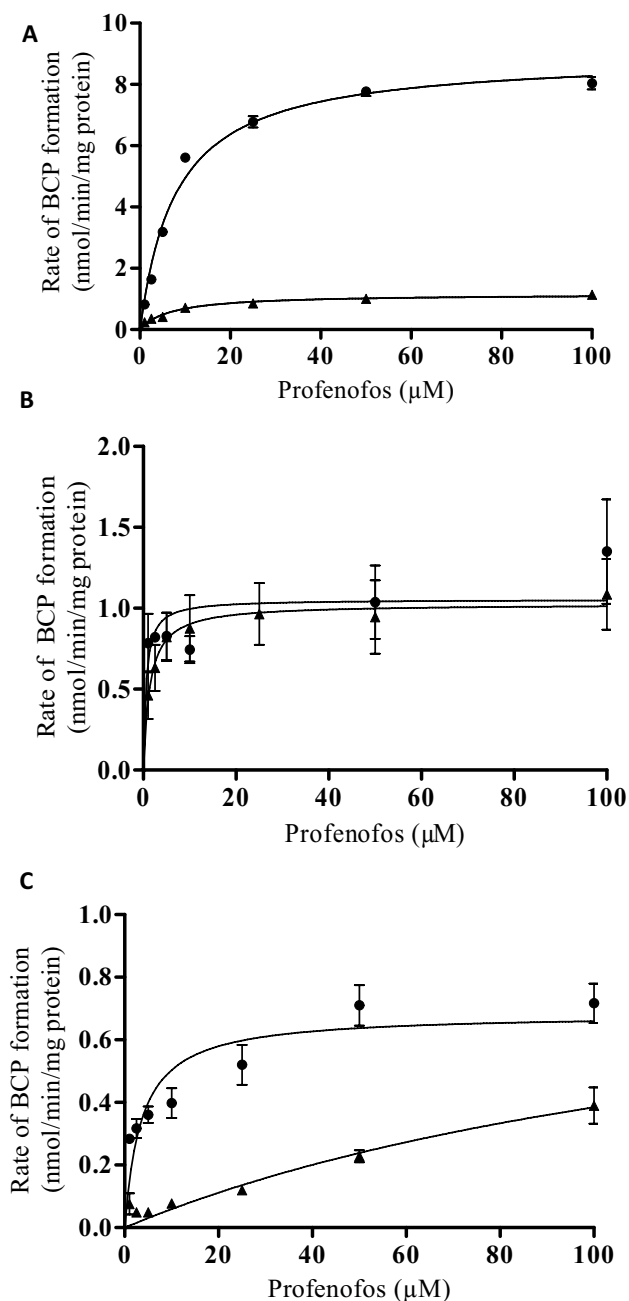 A
Rate of BCP formation
(nmol/min/mg protein)
10
8
6
4
2
0
0 20 40 60 80 100
Profenofos (µM)
B
Rate of BCP formation
(nmol/min/mg protein)
2.0
1.5
1.0
0.5
0.0
0 20 40 60 80 100
Profenofos (µM)
C
Rate of BCP formation
(nmol/min/mg protein)
1.0
0.8
0.6
0.4
0.2
0.0
0 20 40 60 80 100
Profenofos (µM)